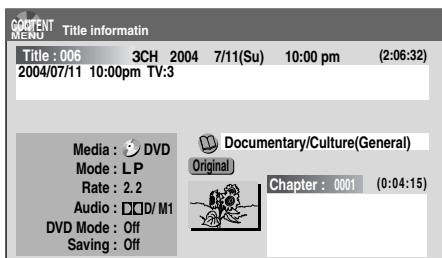 CONTENT MENU Title informatin
Title : 006 3CH 2004 7/11(Su) 10:00 pm (2:06:32)
2004/07/11 10:00pm TV:3
Documentary/Culture(General)
Media : DVD
Original
Mode : LP
Rate : 2. 2
Chapter : 0001 (0:04:15)
Audio : D/ M1
DVD Mode : Off
Saving : Off